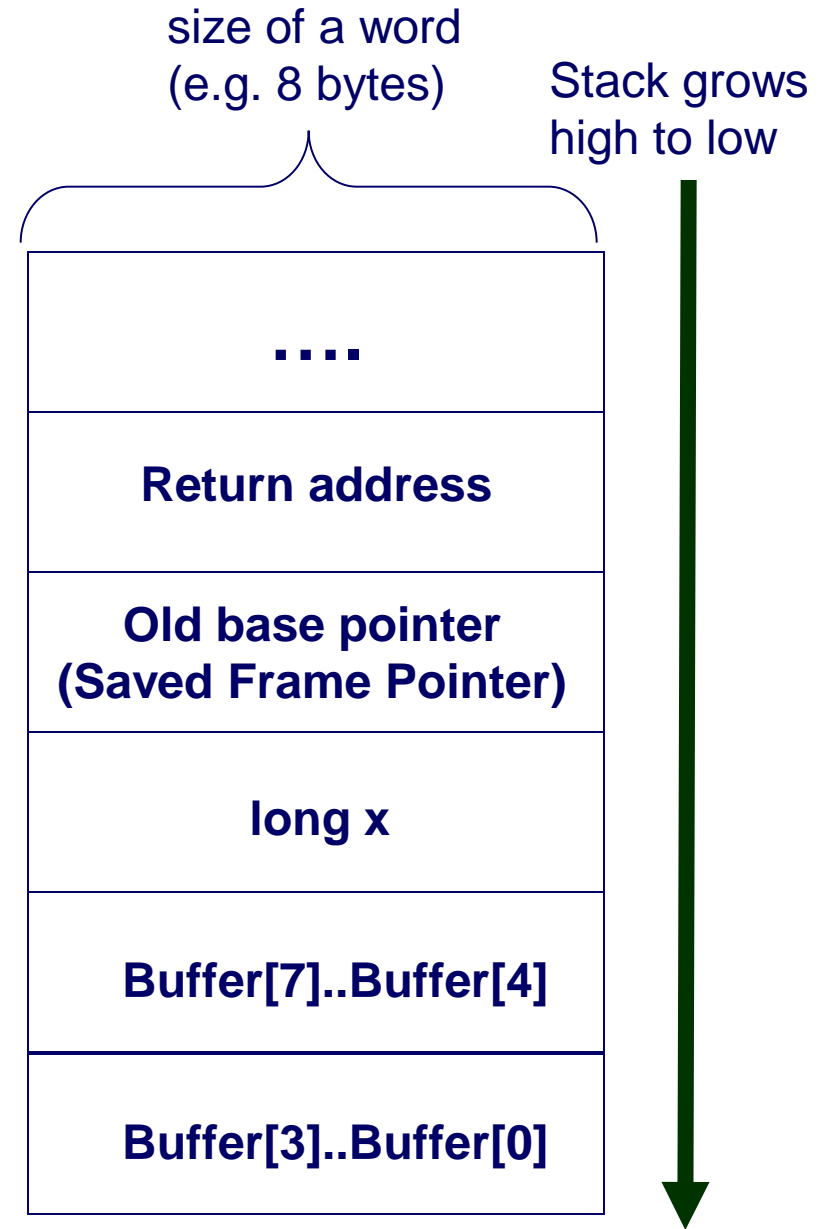 size of a word
(e.g. 8 bytes)
Stack grows
high to low
....
Return address
Old base pointer
(Saved Frame Pointer)
long x
Buffer[7]..Buffer[4]
Buffer[3]..Buffer[0]